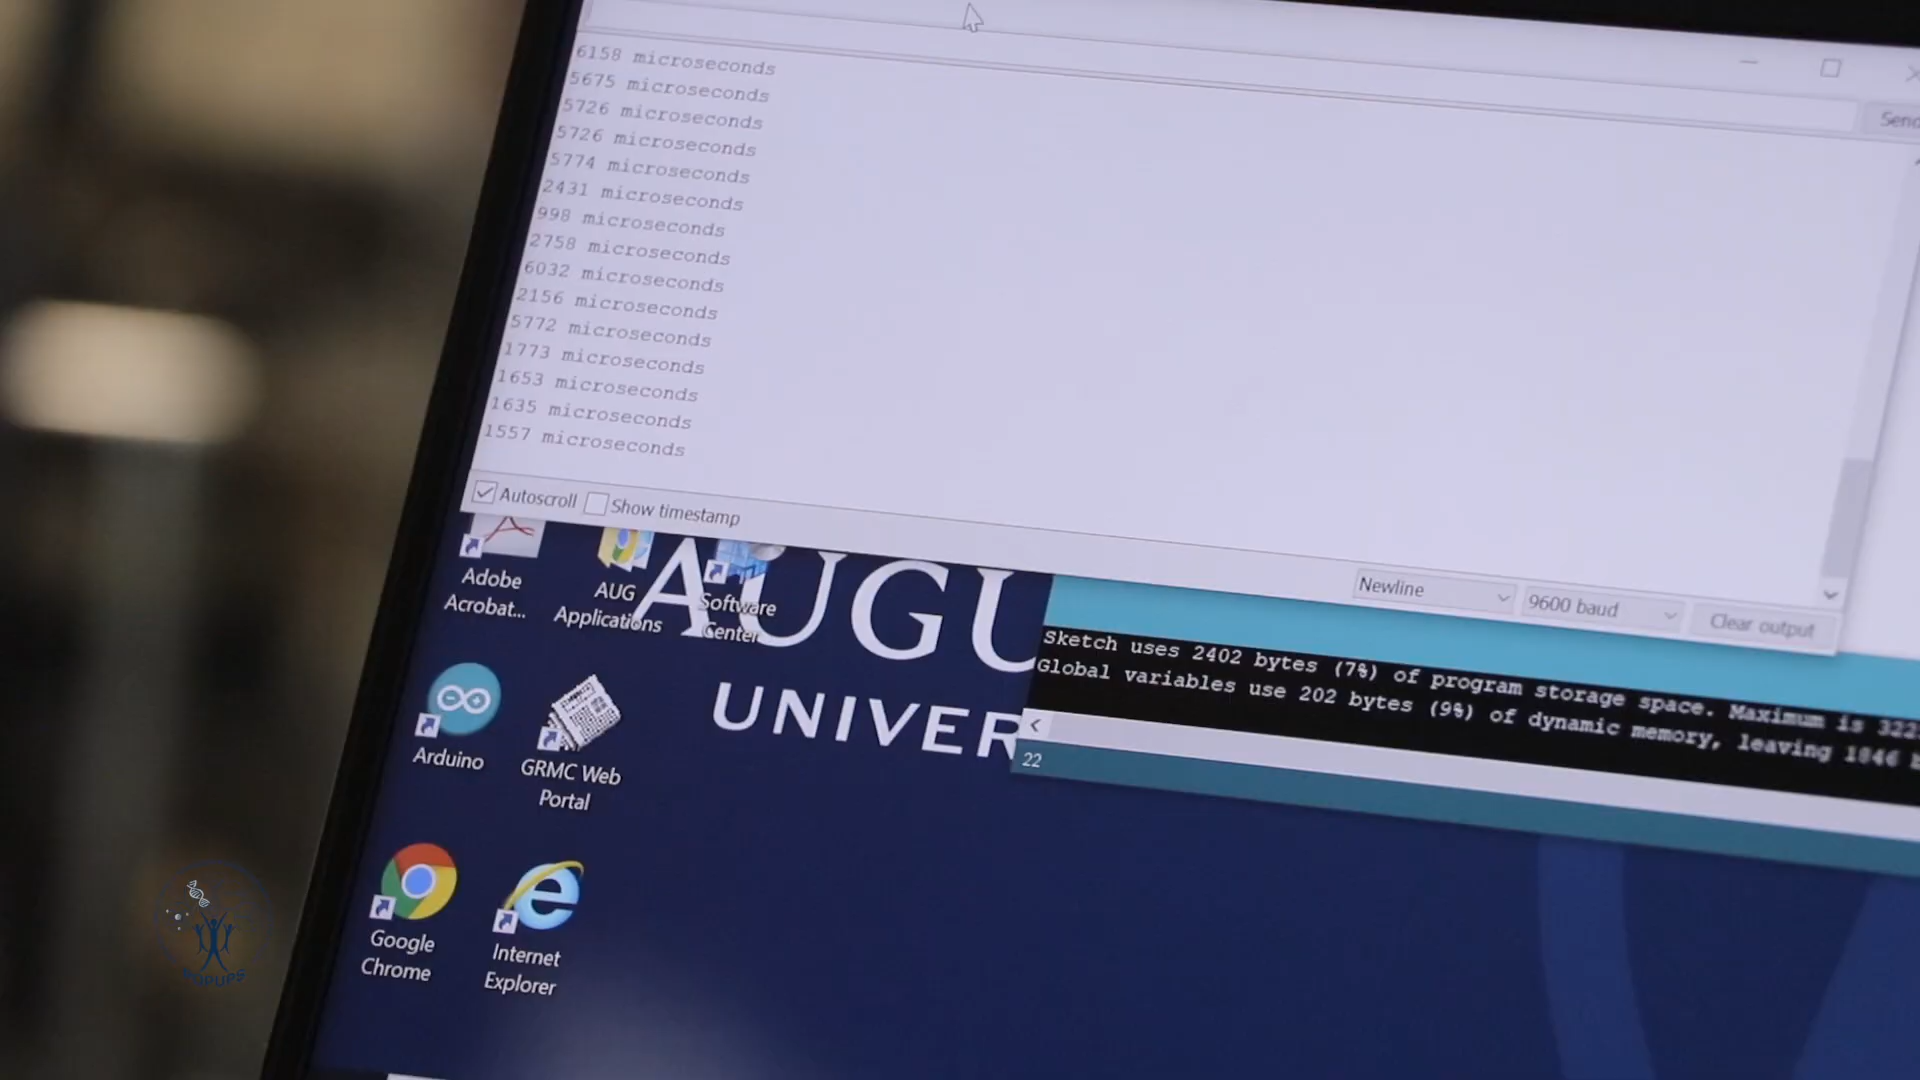 6158 microseconds
5675 microseconds
5726 microseconds
5726 microseconds
5774 microseconds
2431 microseconds
998 microseconds
2758 microseconds
6032 microseconds
2156 microseconds
5772 microseconds
1773 microseconds
1653 microseconds
1635 microseconds
1557 microseconds
Send
Autoscroll Show timestamp
Newline 9600 baud Clear output
Adobe
Acrobat...
AUG
Applications
Software
Center
AUGU
UNIVER
Sketch uses 2402 bytes (7%) of program storage space. Maximum is 322
Global variables use 202 bytes (9%) of dynamic memory, leaving 1846 b
22
Arduino
GRMC Web
Portal
Google
Chrome
Internet
Explorer
POPUPS